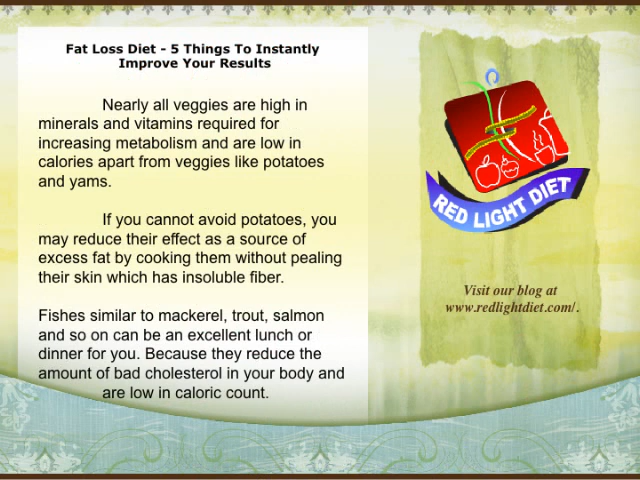 Fat Loss Diet - 5 Things To Instantly
Improve Your Results
Nearly all veggies are high in
minerals and vitamins required for
increasing metabolism and are low in
calories apart from veggies like potatoes
and yams.
If you cannot avoid potatoes, you
may reduce their effect as a source of
excess fat by cooking them without pealing
their skin which has insoluble fiber.
Fishes similar to mackerel, trout, salmon
and so on can be an excellent lunch or
dinner for you. Because they reduce the
amount of bad cholesterol in your body and
are low in caloric count.
RED LIGHT DIET
Visit our blog at
www.redlightdiet.com/.